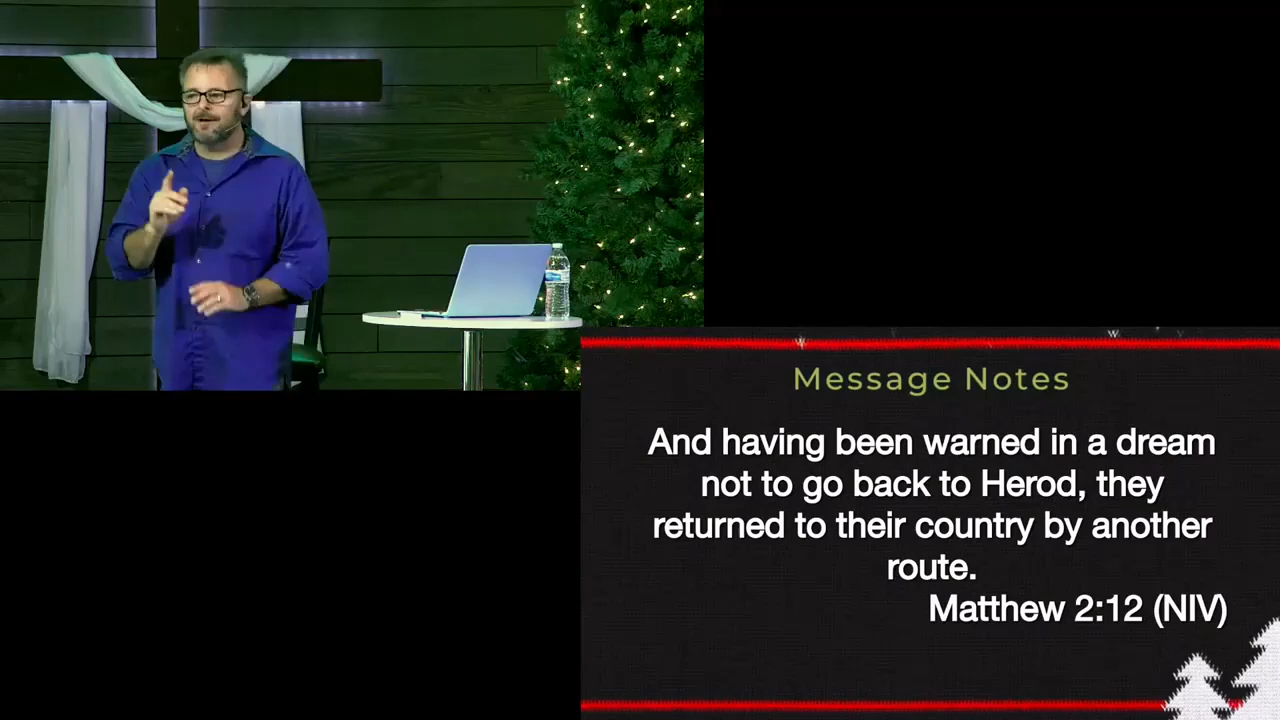 Message Notes
And having been warned in a dream
not to go back to Herod, they
returned to their country by another
route.
Matthew 2:12 (NIV)